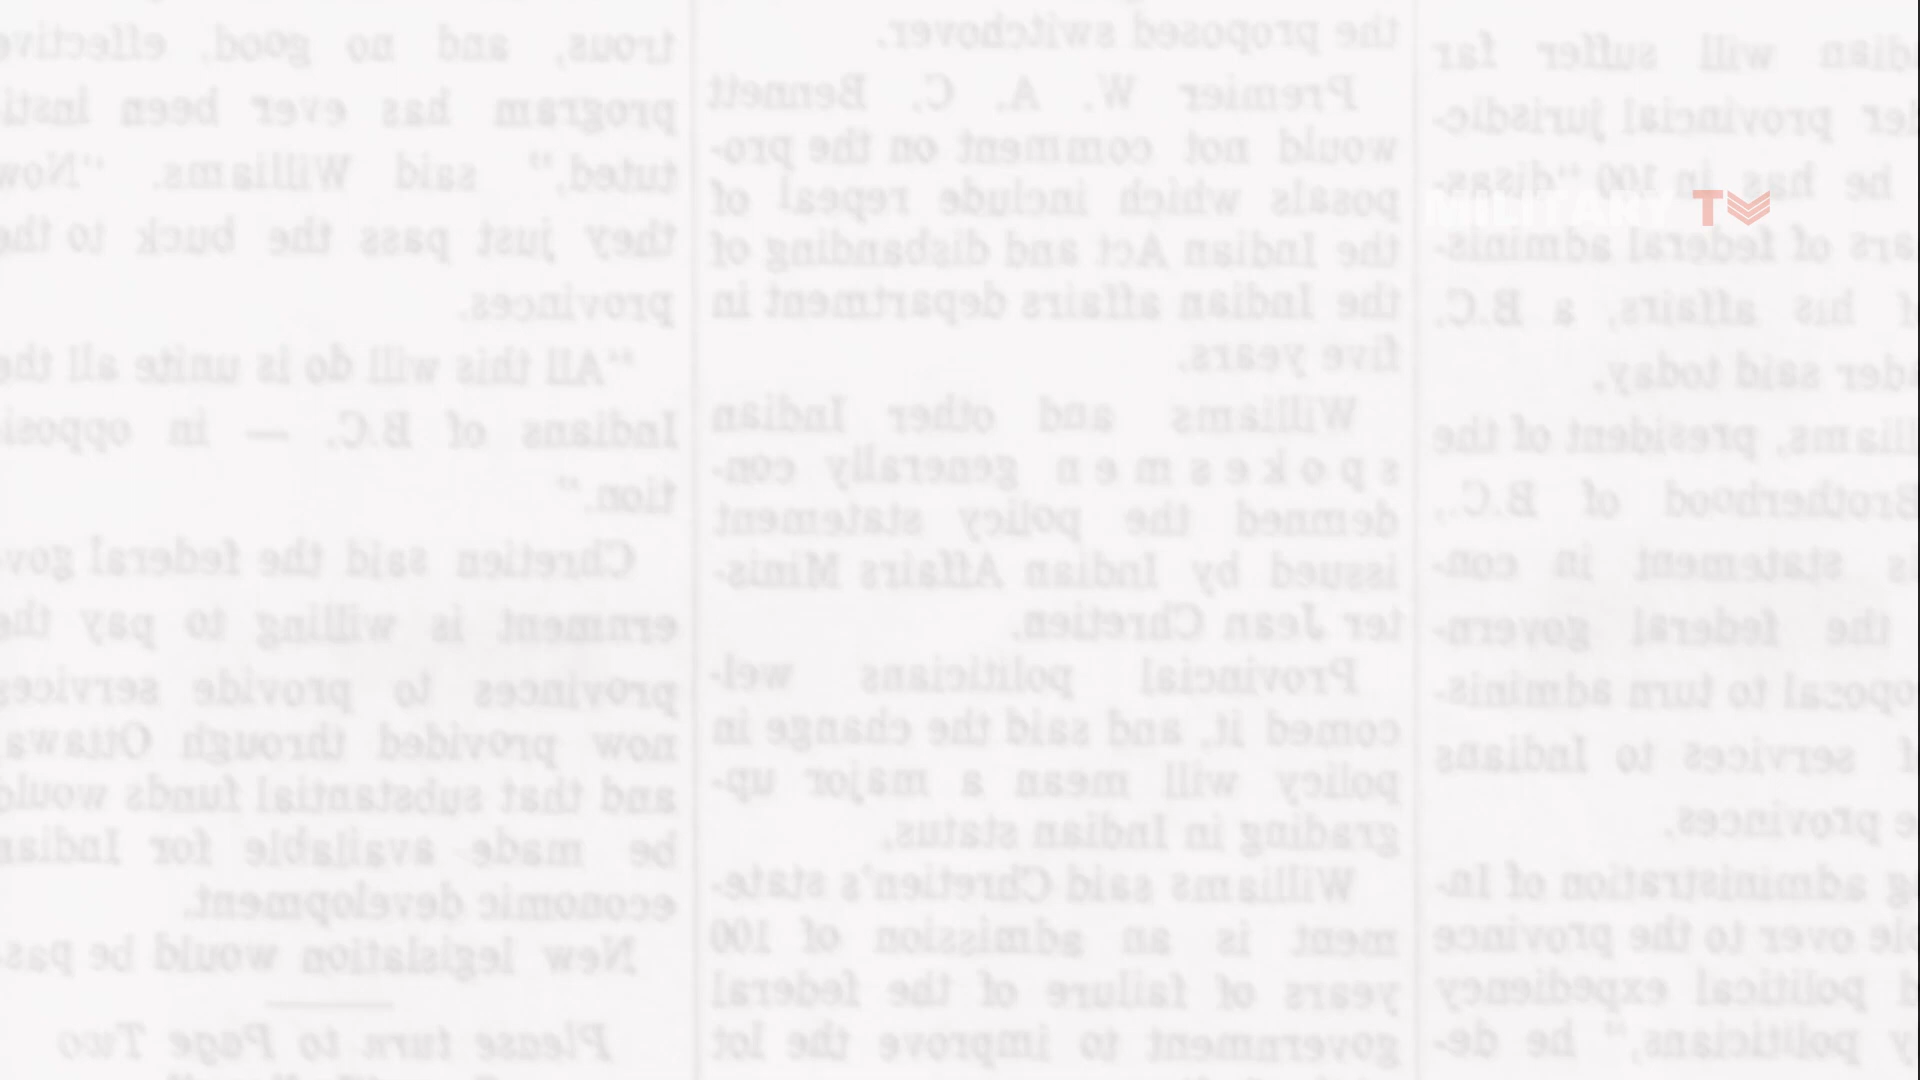 MILITARY TV
dian will suffer far
der provincial jurisdic-
he has in 100 “disas-
ars of federal adminis-
f his affairs, a B.C.
ader said today.
lliams, president of the
Brotherhood of B.C.,
is statement in con-
the federal govern-
oposal to turn adminis-
f services to Indians
e provinces.
g administration of In-
ple over to the province
d political expediency
y politicians,” he de-
the proposed switchover.
Premier W. A. C. Bennett
would not comment on the pro-
posals which include repeal of
the Indian Act and disbanding of
the Indian affairs department in
five years.
Williams and other Indian
spokesmen generally con-
demned the policy statement
issued by Indian Affairs Minis-
ter Jean Chretien.
Provincial politicians wel-
comed it, and said the change in
policy will mean a major up-
grading in Indian status.
Williams said Chretien’s state-
ment is an admission of 100
years of failure of the federal
government to improve the lot
trous, and no good, effective
program has ever been insti
tuted,” said Williams. “Now
they just pass the buck to the
provinces.
“All this will do is unite all the
Indians of B.C. — in opposi
tion.”
Chretien said the federal gov-
ernment is willing to pay the
provinces to provide services
now provided through Ottawa,
and that substantial funds would
be made available for Indian
economic development.
New legislation would be pas-
Please turn to Page Two